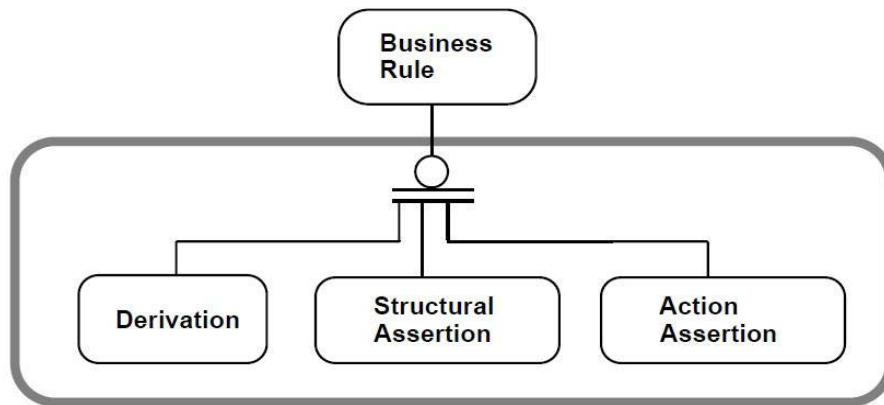 Business
Rule
Derivation
Structural
Assertion
Action
Assertion